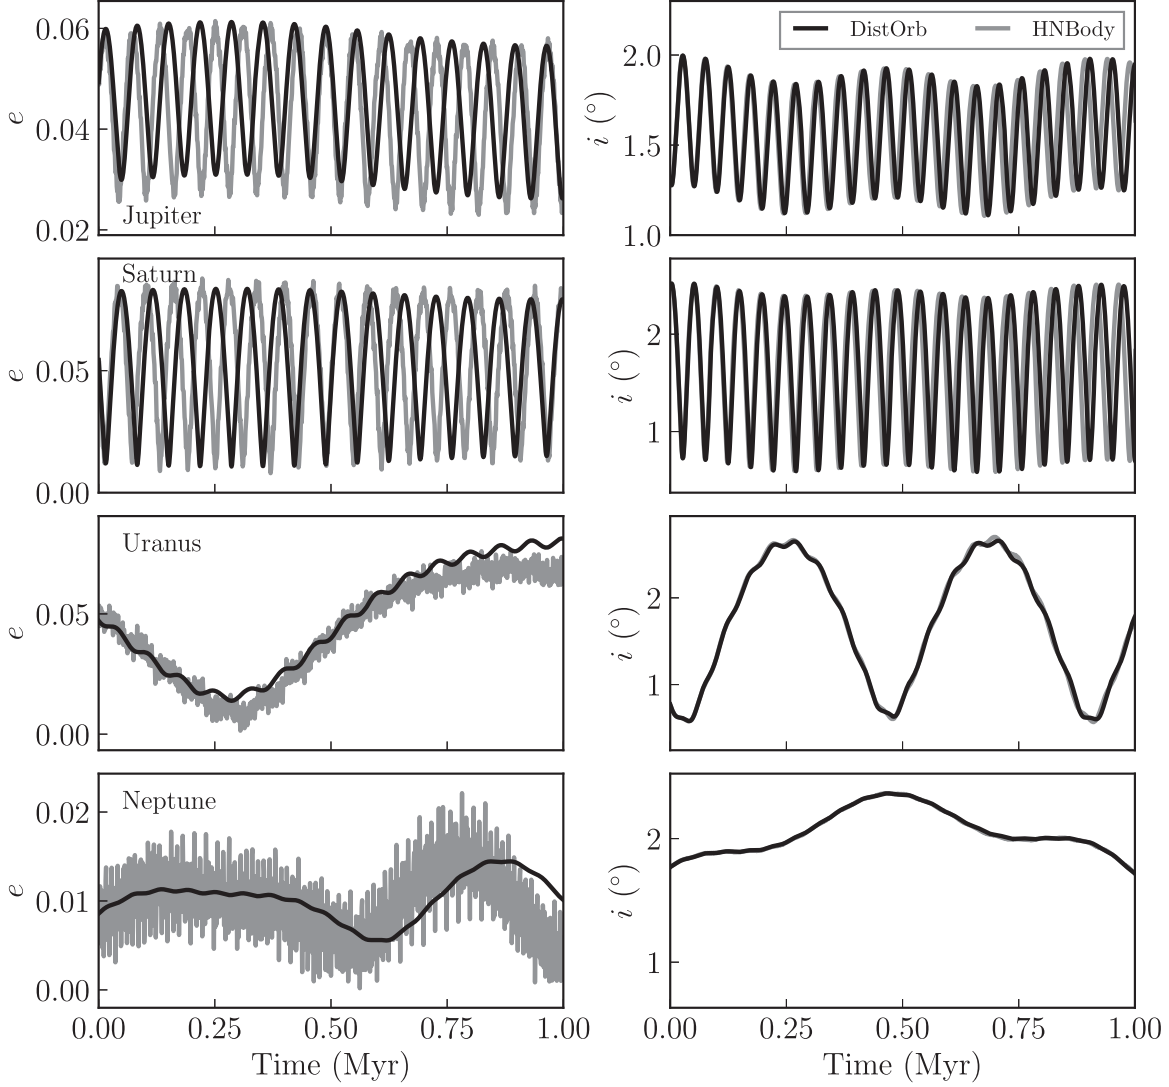 0.06
0.04
0.02
e
Jupiter
2.0
1.5
1.0
i (°)
DistOrb
HNBody
Saturn
0.05
0.00
e
2
1
i (°)
Uranus
0.05
0.00
e
2
1
i (°)
Neptune
0.02
0.01
0.00
e
2
1
i (°)
0.00 0.25 0.50 0.75 1.00
Time (Myr)
0.00 0.25 0.50 0.75 1.00
Time (Myr)